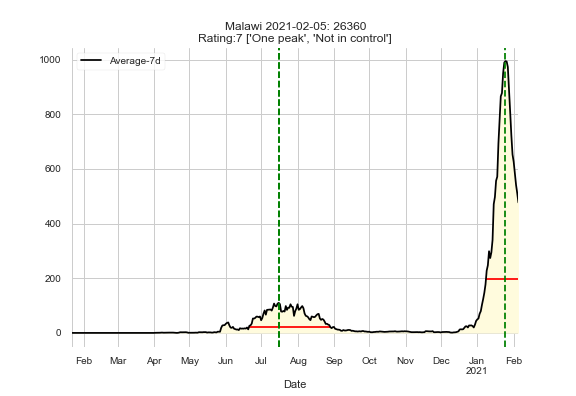 Malawi 2021-02-05: 26360
Rating:7 ['One peak', 'Not in control']
Average-7d
1000
800
600
400
200
0
Feb Mar Apr May Jun Jul Aug Sep Oct Nov Dec Jan Feb
2021
Date